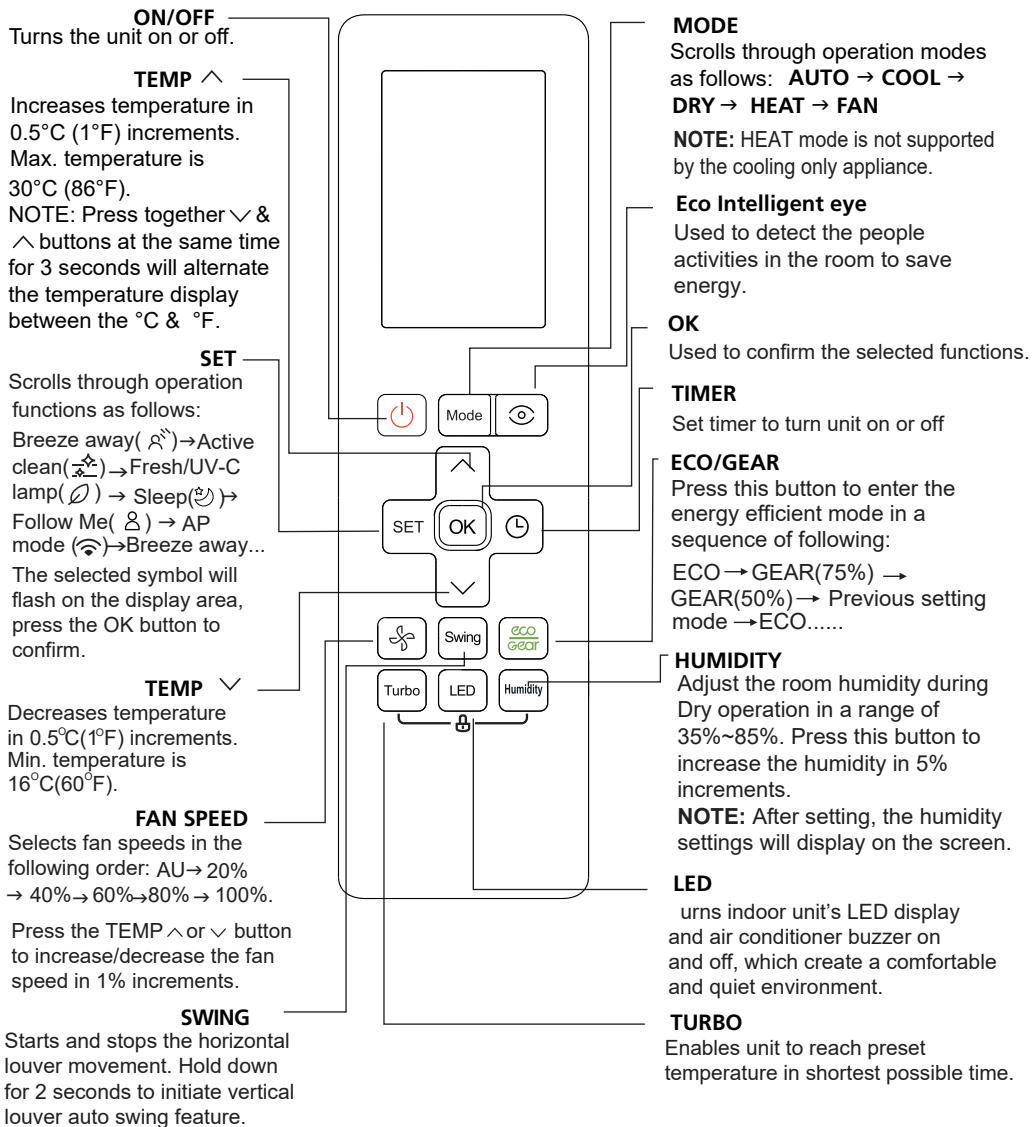 ON/OFF
Turns the unit on or off.
TEMP ︿
Increases temperature in
0.5°C (1°F) increments.
Max. temperature is
30°C (86°F).
NOTE: Press together ﹀ &
︿ buttons at the same time
for 3 seconds will alternate
the temperature display
between the °C & °F.
SET
Scrolls through operation
functions as follows:
Breeze away( )→Active
clean( )→Fresh/UV-C
lamp( ) → Sleep( )→
Follow Me( ) → AP
mode ( )→Breeze away...
The selected symbol will
flash on the display area,
press the OK button to
confirm.
TEMP ﹀
Decreases temperature
in 0.5°C(1°F) increments.
Min. temperature is
16°C(60°F).
FAN SPEED
Selects fan speeds in the
following order: AU→ 20%
→ 40%→ 60%→80% → 100%.
Press the TEMP ︿ or ﹀ button
to increase/decrease the fan
speed in 1% increments.
SWING
Starts and stops the horizontal
louver movement. Hold down
for 2 seconds to initiate vertical
louver auto swing feature.
Mode
SET
OK
Swing
eco
Gear
Turbo
LED
Humidity
MODE
Scrolls through operation modes
as follows: AUTO → COOL →
DRY → HEAT → FAN
NOTE: HEAT mode is not supported
by the cooling only appliance.
Eco Intelligent eye
Used to detect the people
activities in the room to save
energy.
OK
Used to confirm the selected functions.
TIMER
Set timer to turn unit on or off
ECO/GEAR
Press this button to enter the
energy efficient mode in a
sequence of following:
ECO → GEAR(75%) →
GEAR(50%)→ Previous setting
mode →ECO......
HUMIDITY
Adjust the room humidity during
Dry operation in a range of
35%~85%. Press this button to
increase the humidity in 5%
increments.
NOTE: After setting, the humidity
settings will display on the screen.
LED
urns indoor unit's LED display
and air conditioner buzzer on
and off, which create a comfortable
and quiet environment.
TURBO
Enables unit to reach preset
temperature in shortest possible time.